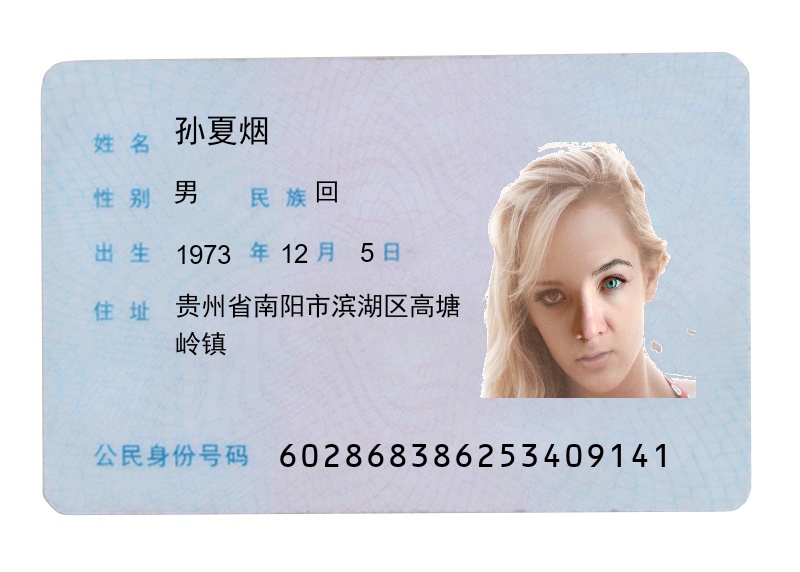 姓名 孙夏烟
性别 男 民族 回
出生 1973 年 12 月 5 日
住址 贵州省南阳市滨湖区高塘
岭镇
公民身份号码 602868386253409141